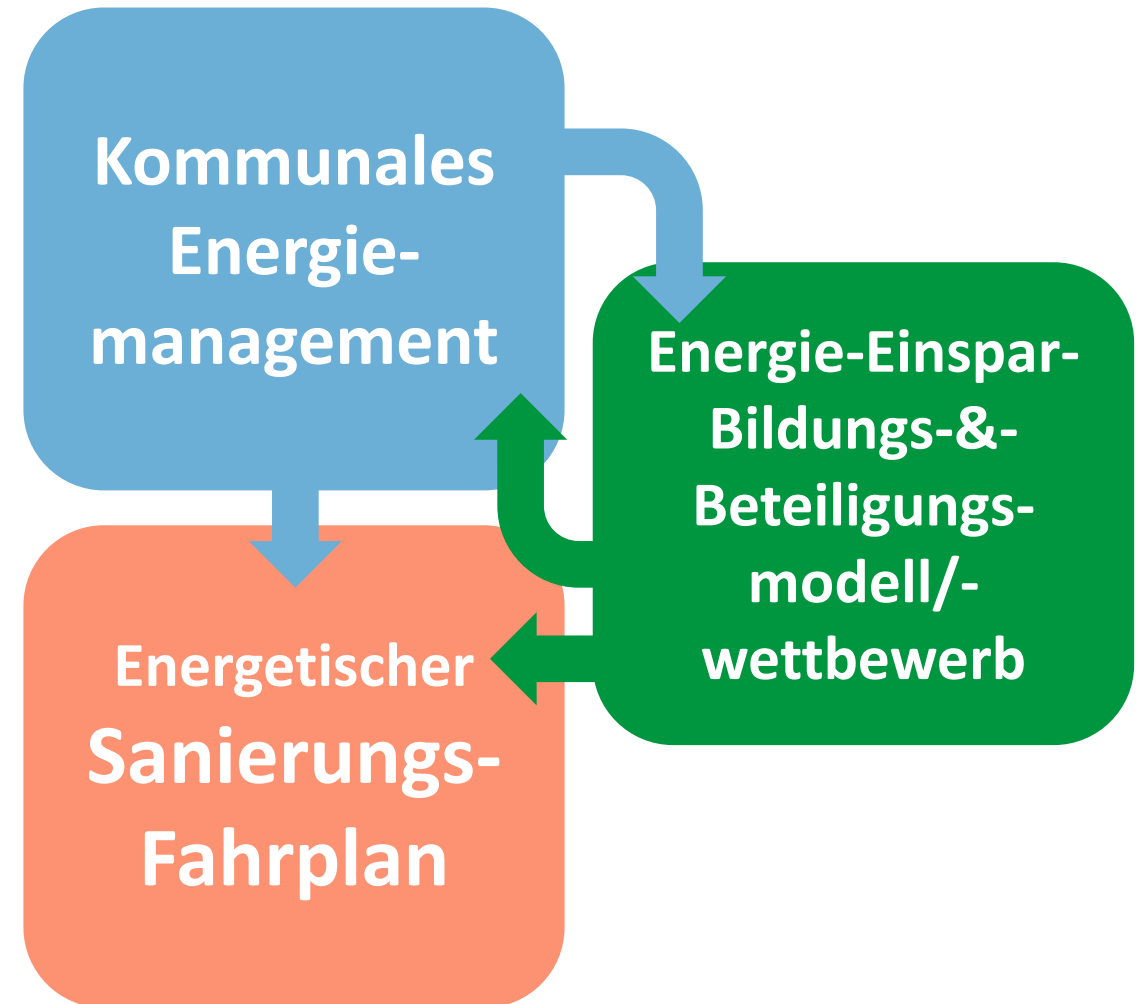 Kommunales
Energie-
management
Energie-Einspar-
Bildungs-&-
Beteiligungs-
modell/-
wettbewerb
Energetischer
Sanierungs-
Fahrplan